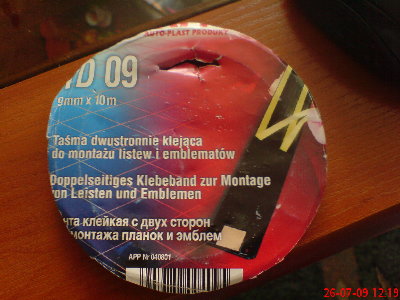 AUTO-PLAST PRODUKT
TD 09
9mm x 10m
Taśma dwustronnie klejąca
do montażu listew i emblematów
Doppelseitiges Klebeband zur Montage
von Leisten und Emblemen
нта клейкая с двух сторон
монтажа планок и эмблем
APP Nr 040801
26-07-09 12:19